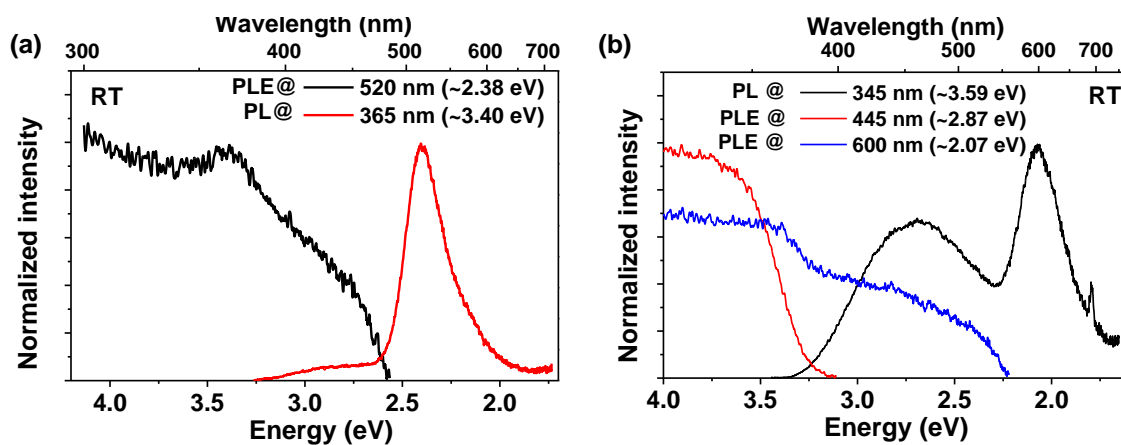 Wavelength (nm)
(a)
300 400 500 600 700
RT
PLE@ 520 nm (~2.38 eV)
PL@ 365 nm (~3.40 eV)
Normalized intensity
4.0 3.5 3.0 2.5 2.0
Energy (eV)
Wavelength (nm)
(b)
400 500 600 700
PL @ 345 nm (~3.59 eV)
RT
PLE @ 445 nm (~2.87 eV)
PLE @ 600 nm (~2.07 eV)
Normalized intensity
4.0 3.5 3.0 2.5 2.0
Energy (eV)